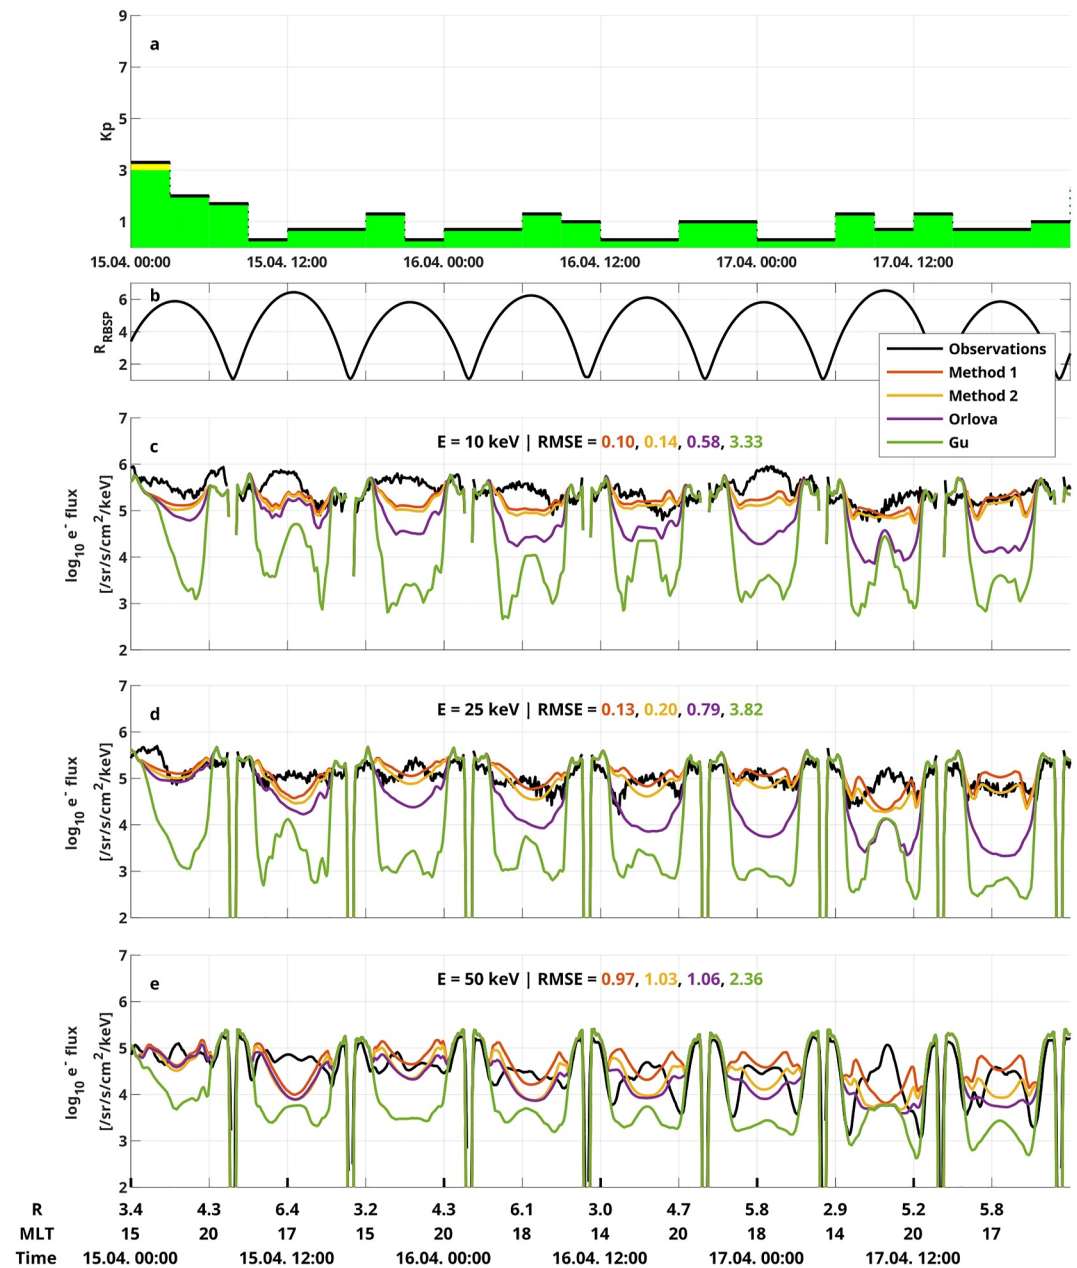 9
a
7
5
Kp
3
1
15.04. 00:00 15.04. 12:00 16.04. 00:00 16.04. 12:00 17.04. 00:00 17.04. 12:00
b
6
R_RBSP
4
2
Observations
Method 1
Method 2
Orlova
Gu
7
c
E = 10 keV | RMSE = 0.10, 0.14, 0.58, 3.33
6
5
log10 e- flux
[/sr/s/cm2/keV]
4
3
2
7
d
E = 25 keV | RMSE = 0.13, 0.20, 0.79, 3.82
6
5
log10 e- flux
[/sr/s/cm2/keV]
4
3
2
7
e
E = 50 keV | RMSE = 0.97, 1.03, 1.06, 2.36
6
5
log10 e- flux
[/sr/s/cm2/keV]
4
3
2
R 3.4 4.3 6.4 3.2 4.3 6.1 3.0 4.7 5.8 2.9 5.2 5.8
MLT 15 20 17 15 20 18 14 20 18 14 20 17
Time 15.04. 00:00 15.04. 12:00 16.04. 00:00 16.04. 12:00 17.04. 00:00 17.04. 12:00